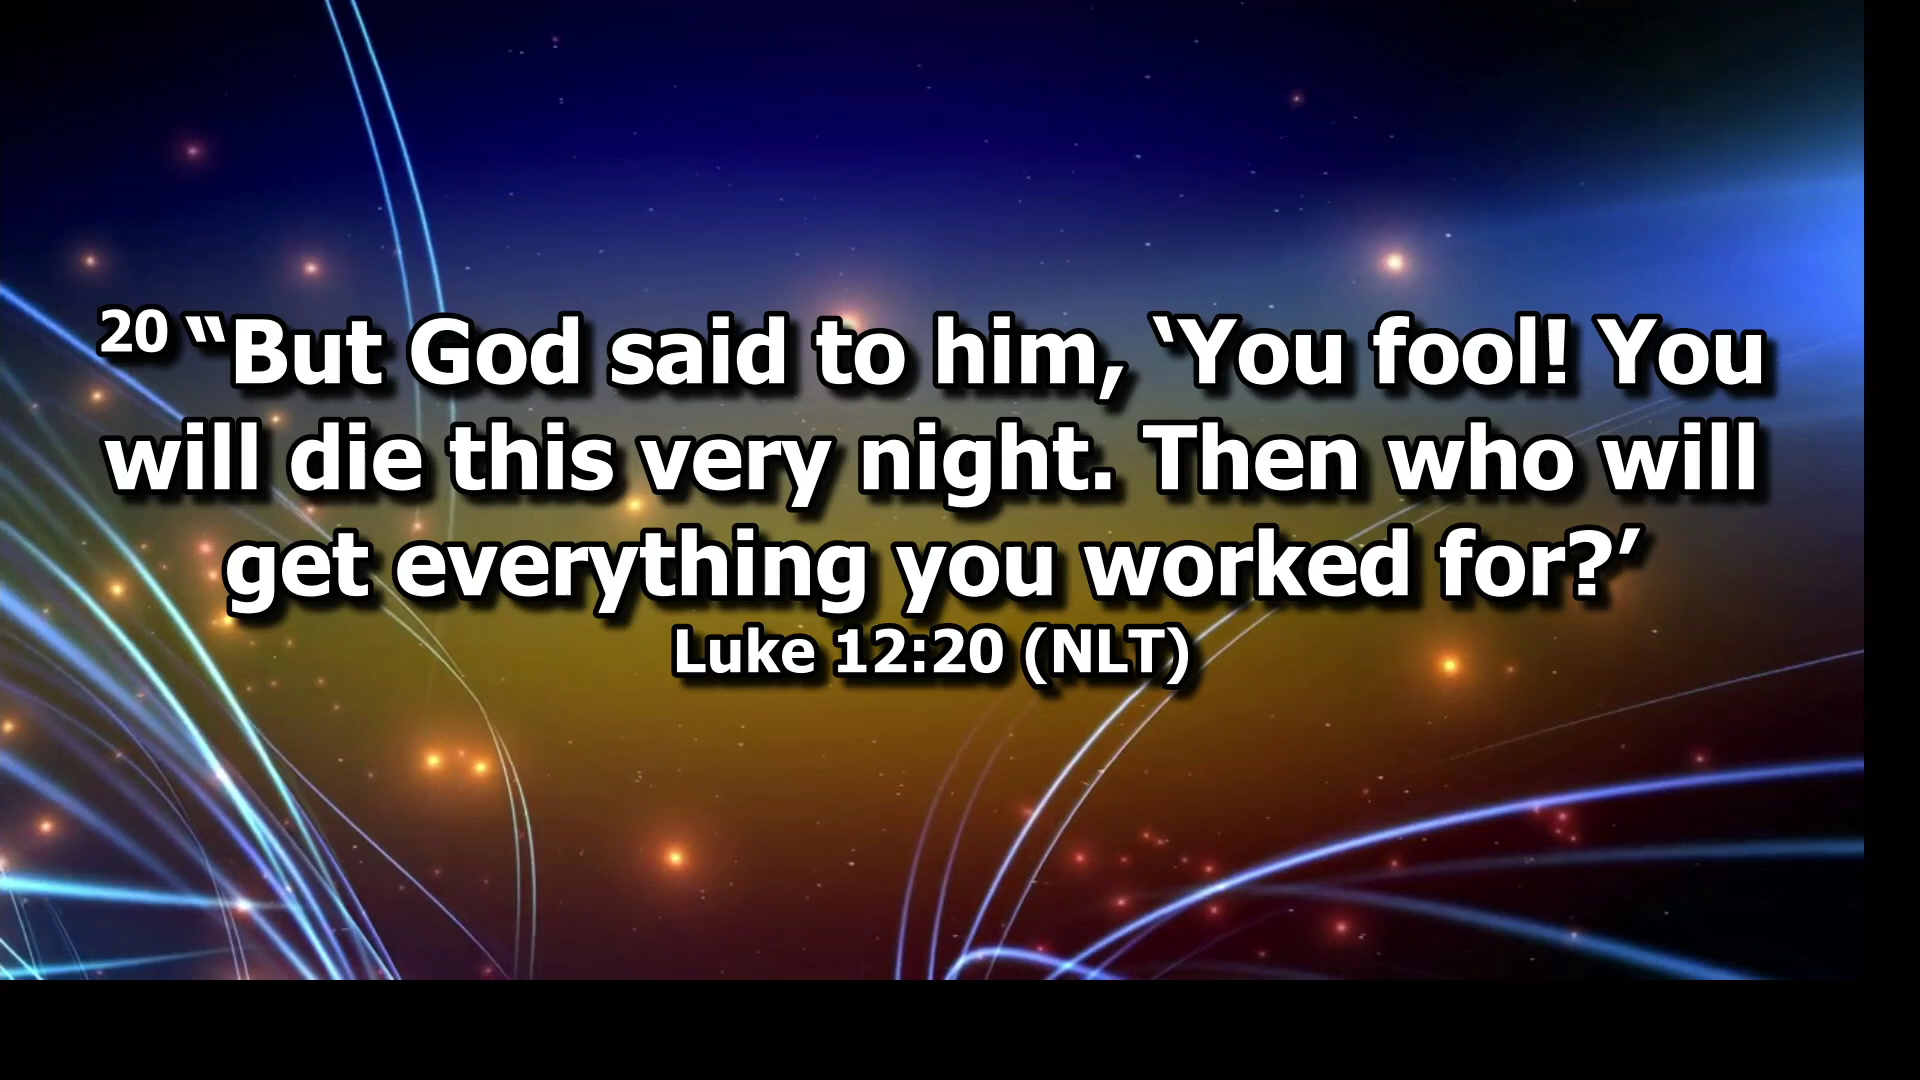 20 “But God said to him, ‘You fool! You
will die this very night. Then who will
get everything you worked for?’
Luke 12:20 (NLT)